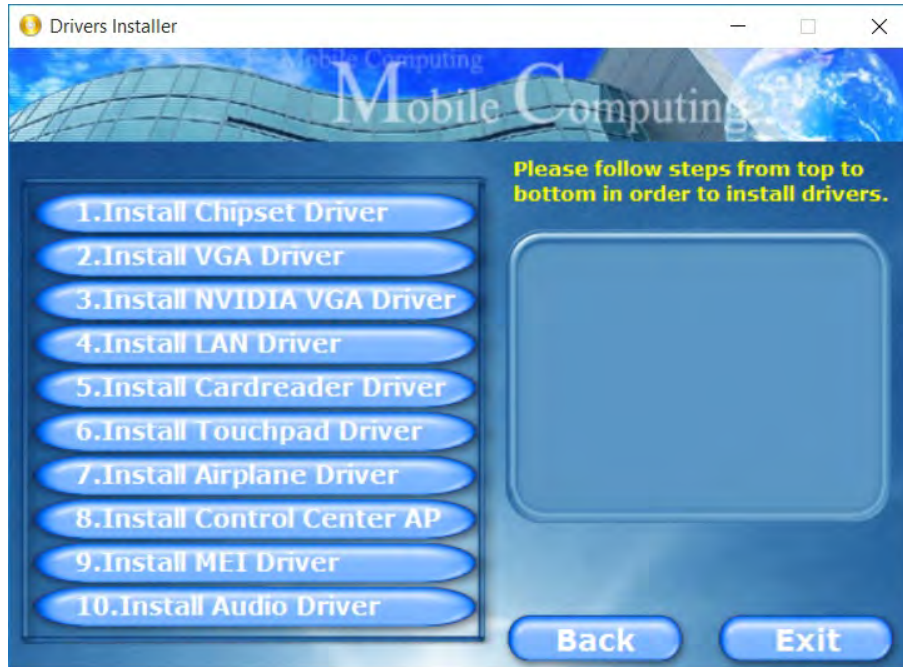 Drivers Installer
Mobile Computing
Mobile Computing
Please follow steps from top to
bottom in order to install drivers.
1.Install Chipset Driver
2.Install VGA Driver
3.Install NVIDIA VGA Driver
4.Install LAN Driver
5.Install Cardreader Driver
6.Install Touchpad Driver
7.Install Airplane Driver
8.Install Control Center AP
9.Install MEI Driver
10.Install Audio Driver
Back
Exit